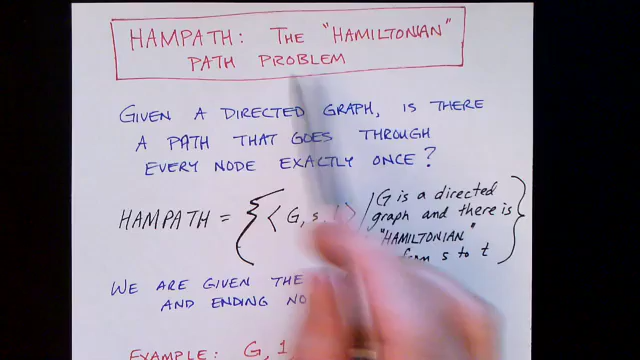 HAMPATH: THE "HAMILTONIAN"
PATH PROBLEM
GIVEN A DIRECTED GRAPH, IS THERE
A PATH THAT GOES THROUGH
EVERY NODE EXACTLY ONCE?
HAMPATH = { ⟨G, s, t⟩ | G is a directed
graph and there is
"HAMILTONIAN"
from s to t }
WE ARE GIVEN THE
AND ENDING
EXAMPLE: G, 1